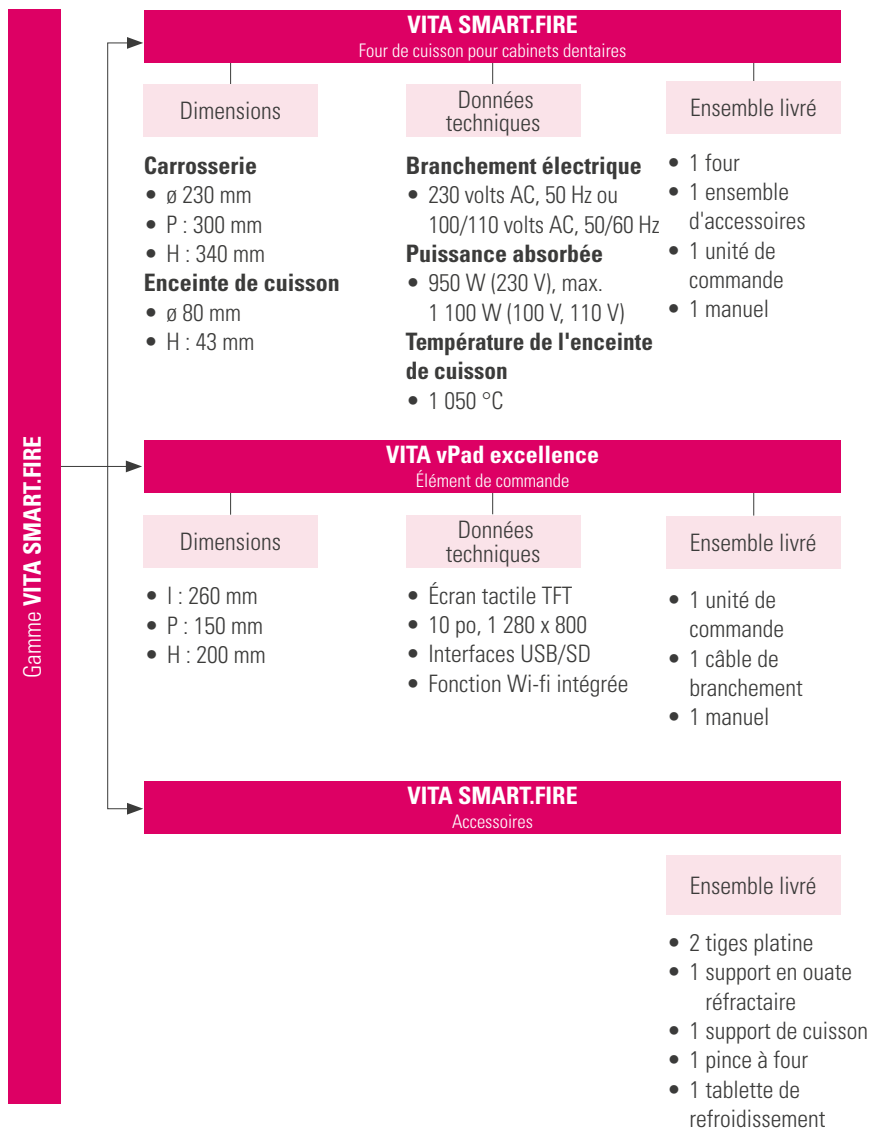 Gamme VITA SMART.FIRE
VITA SMART.FIRE
Four de cuisson pour cabinets dentaires
Dimensions
Carrosserie
• ø 230 mm
• P : 300 mm
• H : 340 mm
Enceinte de cuisson
• ø 80 mm
• H : 43 mm
Données
techniques
Branchement électrique
• 230 volts AC, 50 Hz ou
100/110 volts AC, 50/60 Hz
Puissance absorbée
• 950 W (230 V), max.
1 100 W (100 V, 110 V)
Température de l'enceinte
de cuisson
• 1 050 °C
Ensemble livré
• 1 four
• 1 ensemble
d'accessoires
• 1 unité de
commande
• 1 manuel
VITA vPad excellence
Élément de commande
Dimensions
• l : 260 mm
• P : 150 mm
• H : 200 mm
Données
techniques
• Écran tactile TFT
• 10 po, 1 280 x 800
• Interfaces USB/SD
• Fonction Wi-fi intégrée
Ensemble livré
• 1 unité de
commande
• 1 câble de
branchement
• 1 manuel
VITA SMART.FIRE
Accessoires
Ensemble livré
• 2 tiges platine
• 1 support en ouate
réfractaire
• 1 support de cuisson
• 1 pince à four
• 1 tablette de
refroidissement